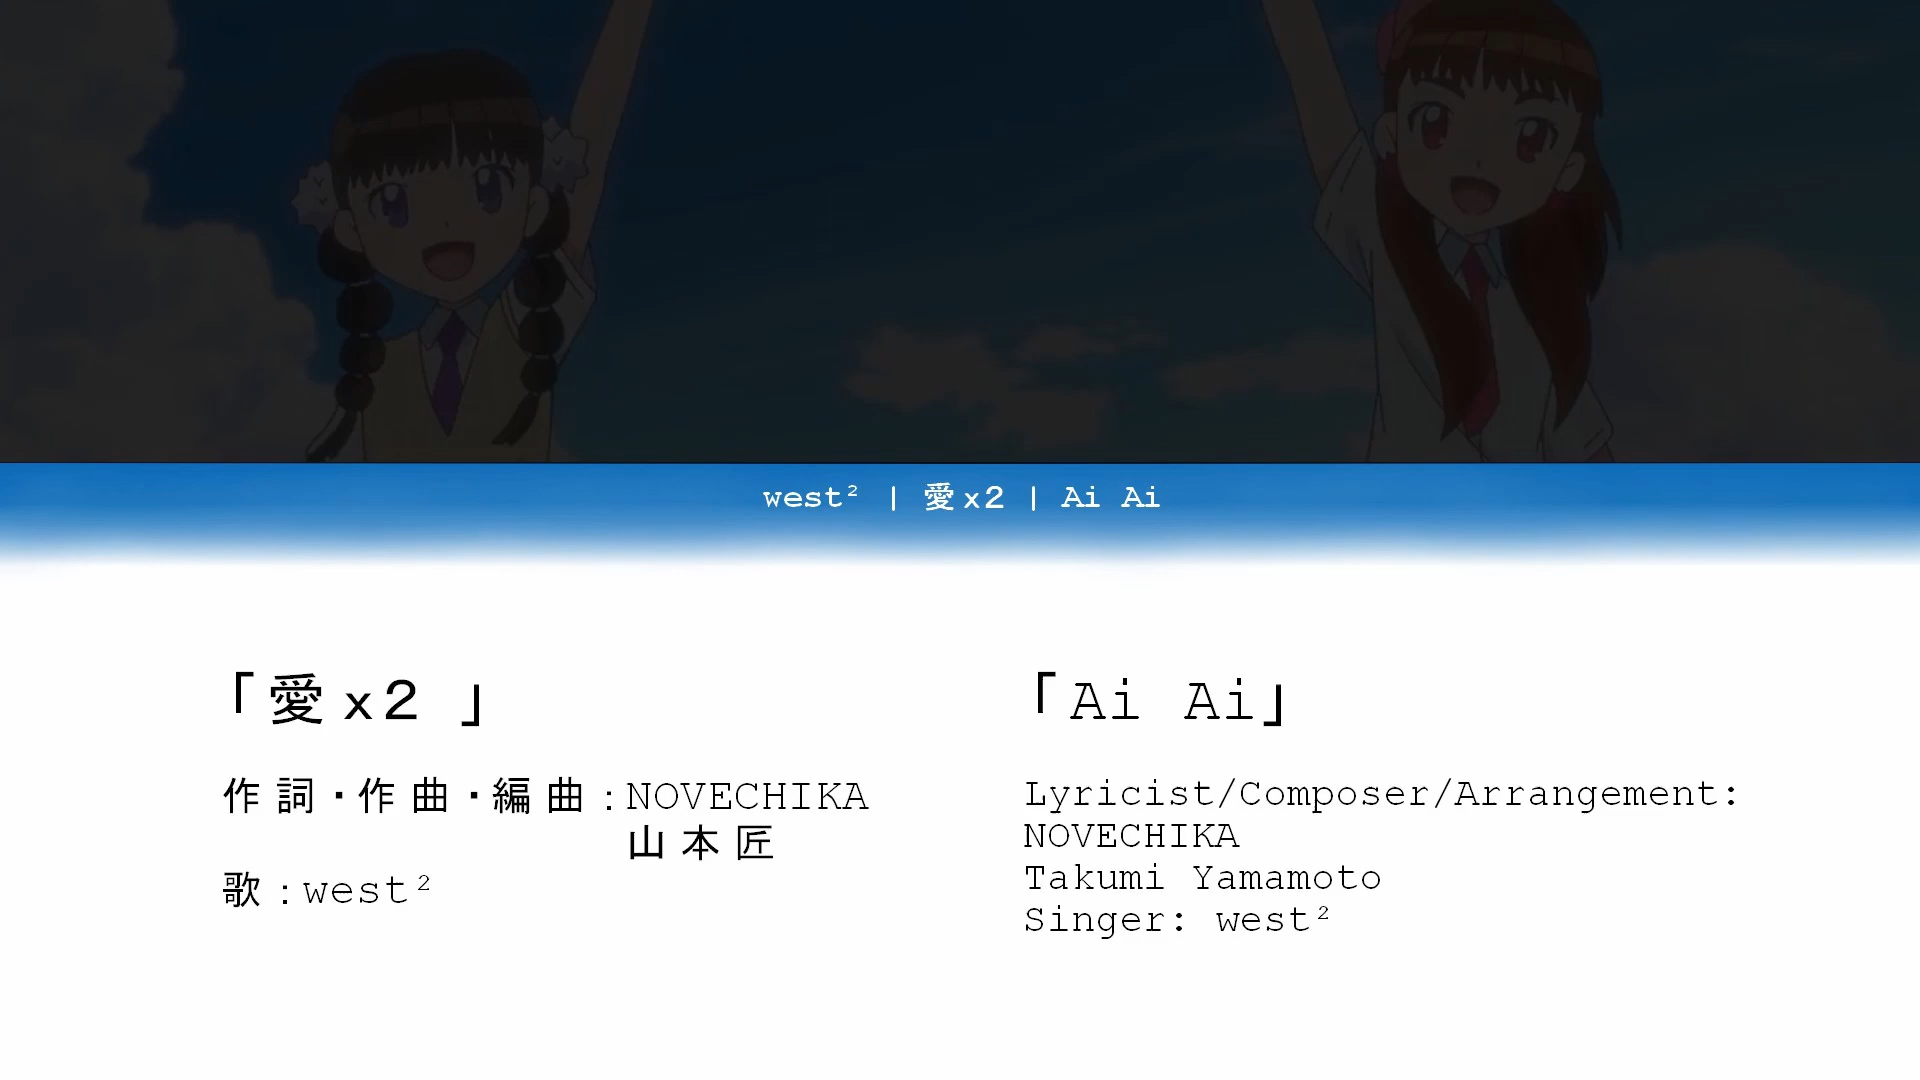 west² | 愛x2 | Ai Ai
「愛x2 」
作詞・作曲・編曲:NOVECHIKA
山本匠
歌:west²
「Ai Ai」
Lyricist/Composer/Arrangement:
NOVECHIKA
Takumi Yamamoto
Singer: west²